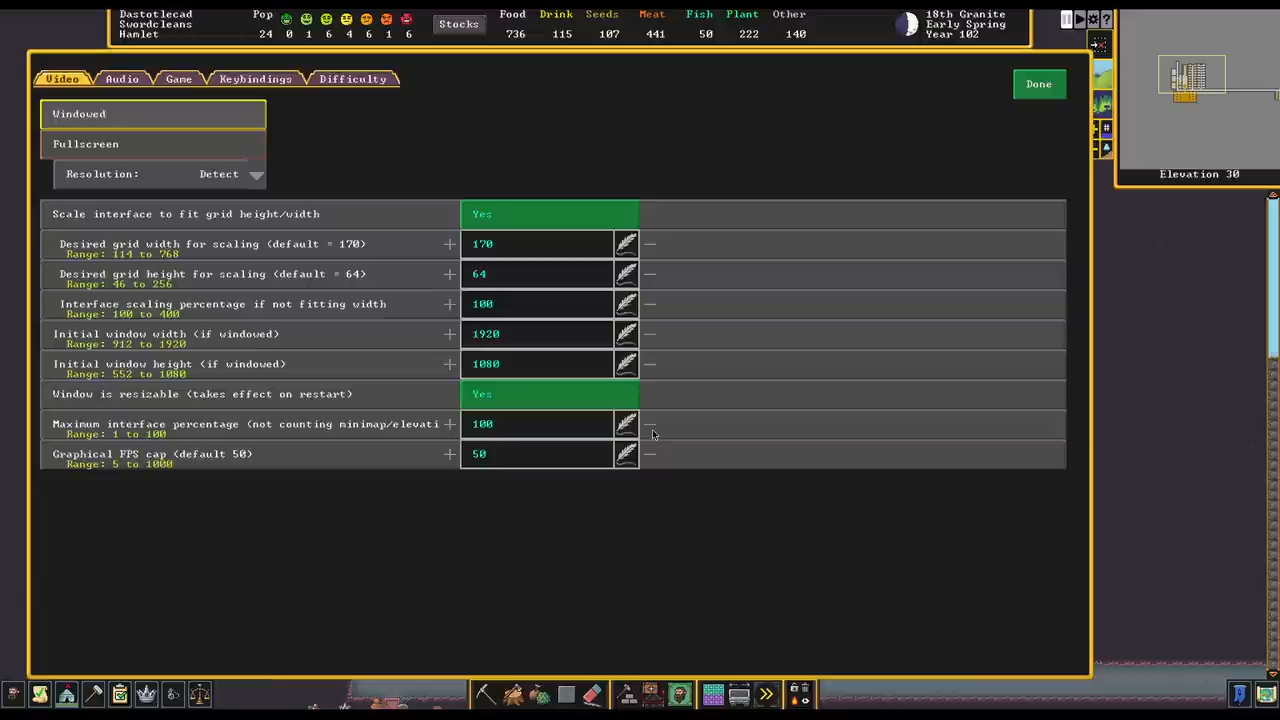 Dastotlecad Pop Food Drink Seeds Meat Fish Plant Other 18th Granite
Swordcleans Stocks Early Spring
Hamlet 24 0 1 6 4 6 1 6 736 115 107 441 50 222 140 Year 102
Video Audio Game Keybindings Difficulty
Done
Windowed
Fullscreen
Resolution: Detect
Elevation 30
Scale interface to fit grid height/width Yes
Desired grid width for scaling (default = 170) 170
Range: 114 to 768
Desired grid height for scaling (default = 64) 64
Range: 46 to 256
Interface scaling percentage if not fitting width 100
Range: 100 to 400
Initial window width (if windowed) 1920
Range: 912 to 1920
Initial window height (if windowed) 1080
Range: 552 to 1080
Window is resizable (takes effect on restart) Yes
Maximum interface percentage (not counting minimap/elevati 100
Range: 1 to 100
Graphical FPS cap (default 50) 50
Range: 5 to 1000